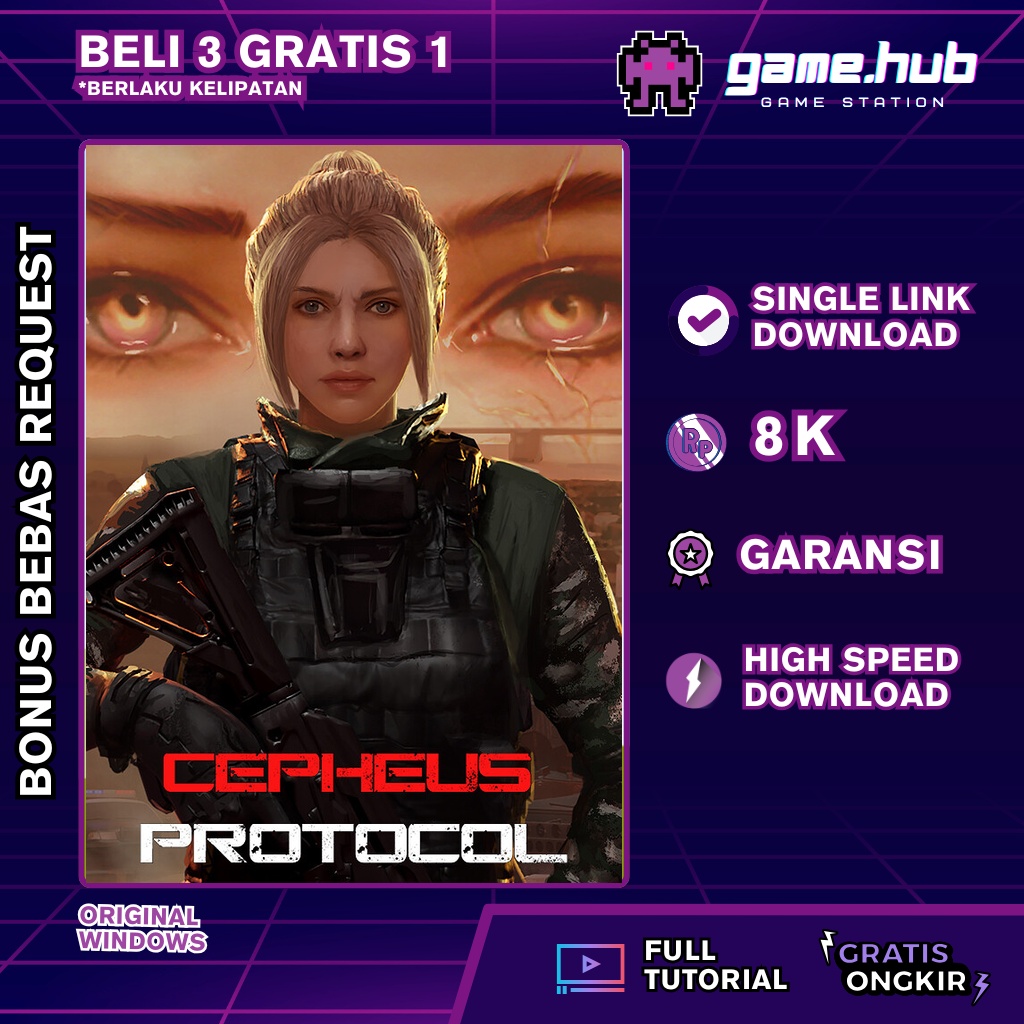 BELI 3 GRATIS 1
*BERLAKU KELIPATAN
game.hub
GAME STATION
BONUS BEBAS REQUEST
SINGLE LINK
DOWNLOAD
Rp
8K
GARANSI
HIGH SPEED
DOWNLOAD
CEPHEUS
PROTOCOL
ORIGINAL
WINDOWS
FULL
TUTORIAL
GRATIS
ONGKIR